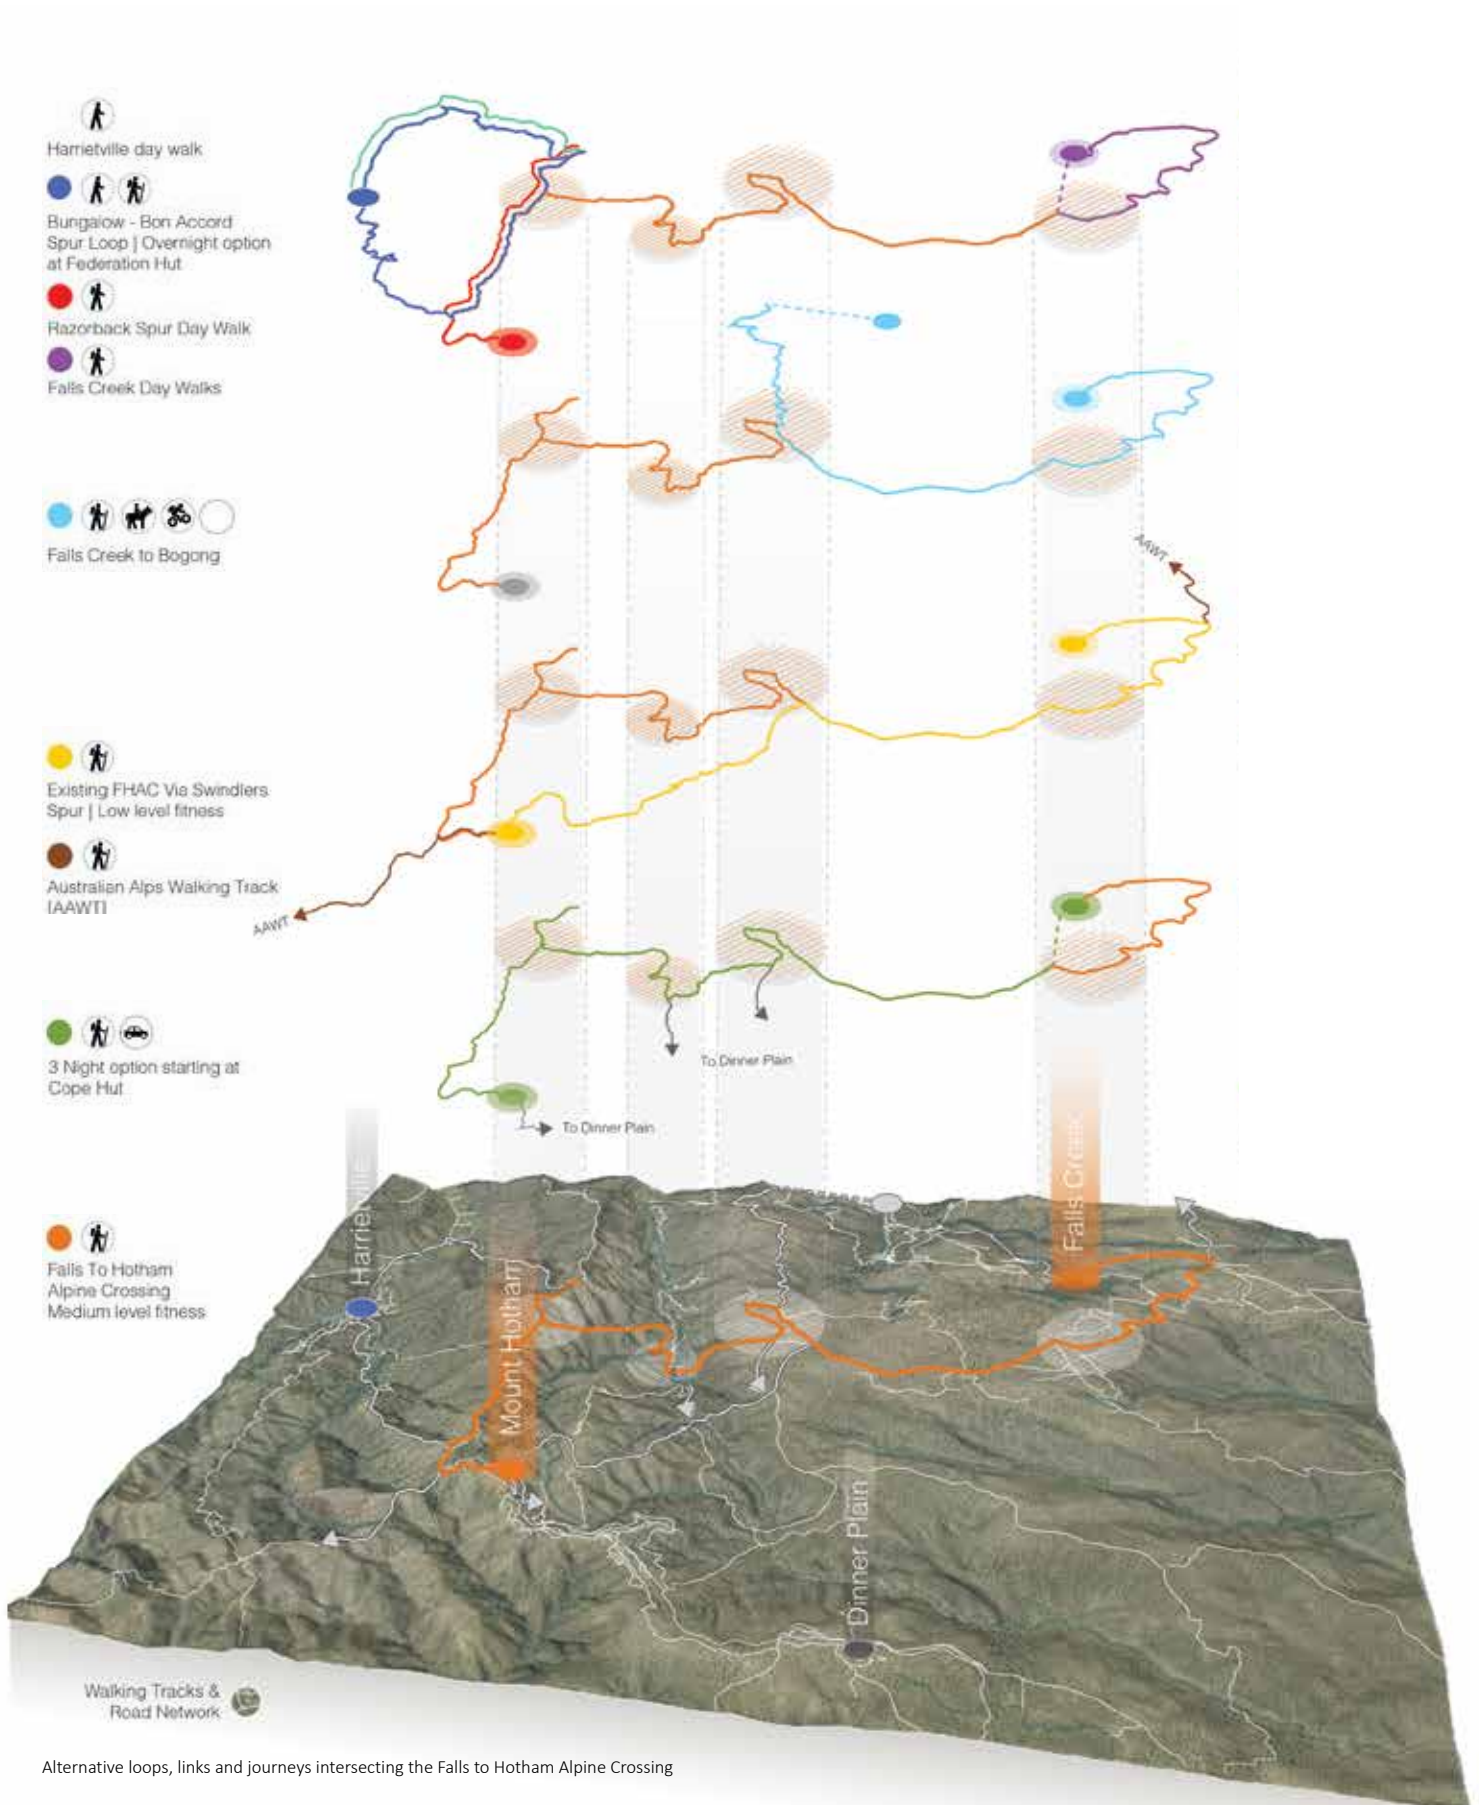 Harrietville day walk
Bungalow - Bon Accord
Spur Loop | Overnight option
at Federation Hut
Razorback Spur Day Walk
Falls Creek Day Walks
Falls Creek to Bogong
AAWT
Existing FHAC Via Swindlers
Spur | Low level fitness
Australian Alps Walking Track
[AAWT]
AAWT
3 Night option starting at
Cope Hut
To Dinner Plain
To Dinner Plain
Harrietville
Falls Creek
Mount Hotham
Falls To Hotham
Alpine Crossing
Medium level fitness
Dinner Plain
Walking Tracks &
Road Network
Alternative loops, links and journeys intersecting the Falls to Hotham Alpine Crossing